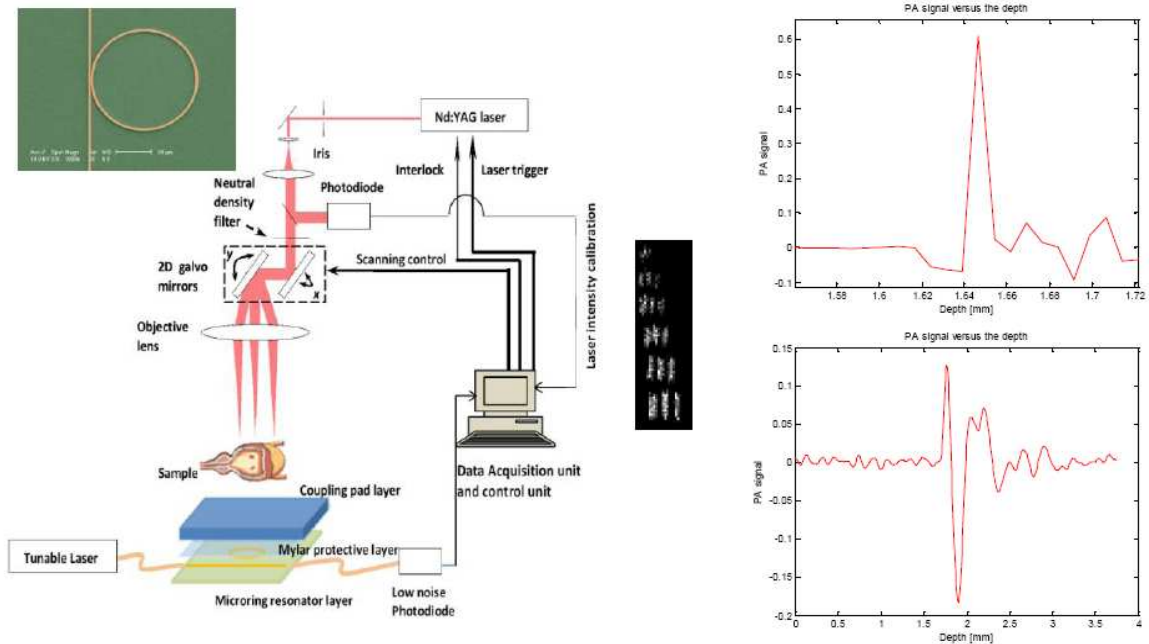 Nd:YAG laser
Iris
Interlock
Laser trigger
Neutral
density
filter
Photodiode
2D galvo
mirrors
y
x
Scanning control
Laser intensity calibration
Objective
lens
Sample
Data Acquisition unit
and control unit
Coupling pad layer
Mylar protective layer
Tunable Laser
Low noise
Photodiode
Microring resonator layer
PA signal versus the depth
PA signal
0.6
0.5
0.4
0.3
0.2
0.1
0
-0.1
1.58 1.6 1.62 1.64 1.66 1.68 1.7 1.72
Depth [mm]
PA signal versus the depth
PA signal
0.15
0.1
0.05
0
-0.05
-0.1
-0.15
-0.2
0 0.5 1 1.5 2 2.5 3 3.5 4
Depth [mm]